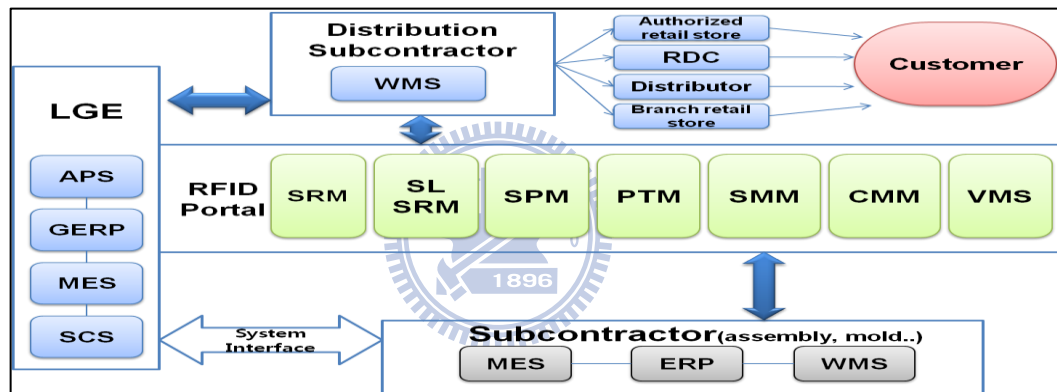 Distribution
Subcontractor
WMS
Authorized
retail store
RDC
Distributor
Branch retail
store
Customer
LGE
APS
GERP
MES
SCS
RFID
Portal
SRM
SL
SRM
SPM
PTM
SMM
CMM
VMS
1896
System
Interface
Subcontractor(assembly, mold..)
MES
ERP
WMS